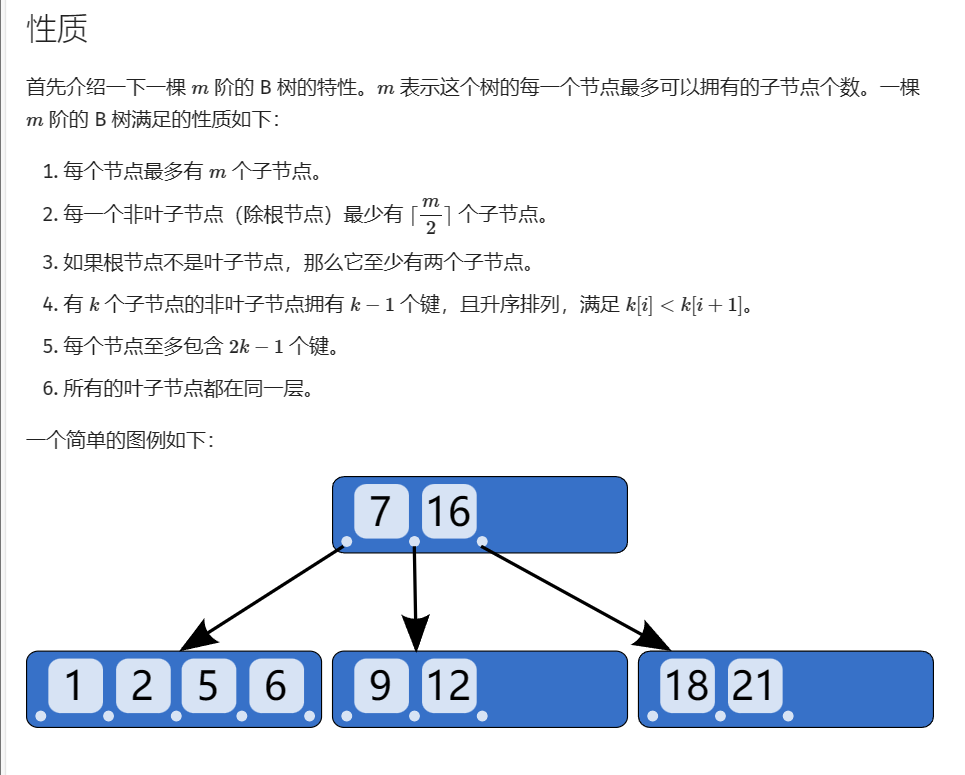 性质
首先介绍一下一棵 m 阶的 B 树的特性。m 表示这个树的每一个节点最多可以拥有的子节点个数。一棵
m 阶的 B 树满足的性质如下：
1. 每个节点最多有 m 个子节点。
2. 每一个非叶子节点（除根节点）最少有 ⌈m/2⌉ 个子节点。
3. 如果根节点不是叶子节点，那么它至少有两个子节点。
4. 有 k 个子节点的非叶子节点拥有 k − 1 个键，且升序排列，满足 k[i] < k[i + 1]。
5. 每个节点至多包含 2k − 1 个键。
6. 所有的叶子节点都在同一层。
一个简单的图例如下：
7 16
1 2 5 6 9 12 18 21